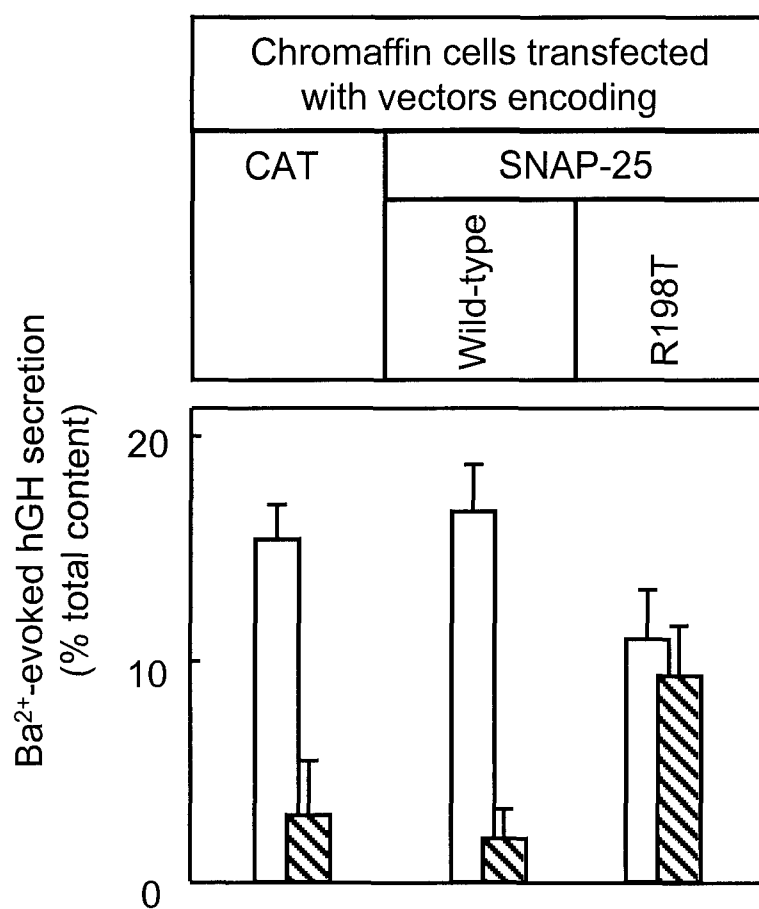 Chromaffin cells transfected
with vectors encoding
CAT
SNAP-25
Wild-type
R198T
Ba²⁺-evoked hGH secretion
(% total content)
20
10
0